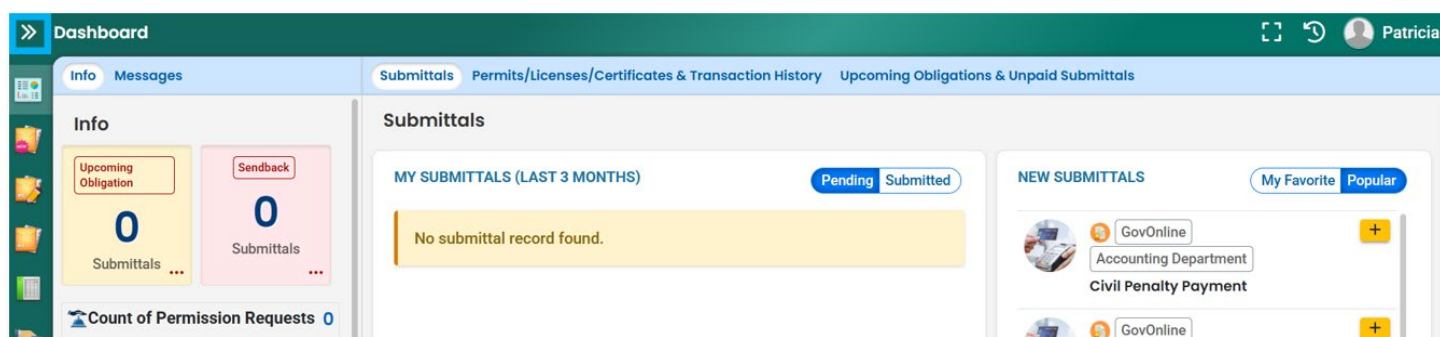 Dashboard
Patricia
Info Messages
Submittals Permits/Licenses/Certificates & Transaction History Upcoming Obligations & Unpaid Submittals
Info
Upcoming
Obligation
0
Submittals
...
Sendback
0
Submittals
...
Count of Permission Requests 0
Submittals
MY SUBMITTALS (LAST 3 MONTHS)
Pending Submitted
No submittal record found.
NEW SUBMITTALS
My Favorite Popular
GovOnline
+
Accounting Department
Civil Penalty Payment
GovOnline
+